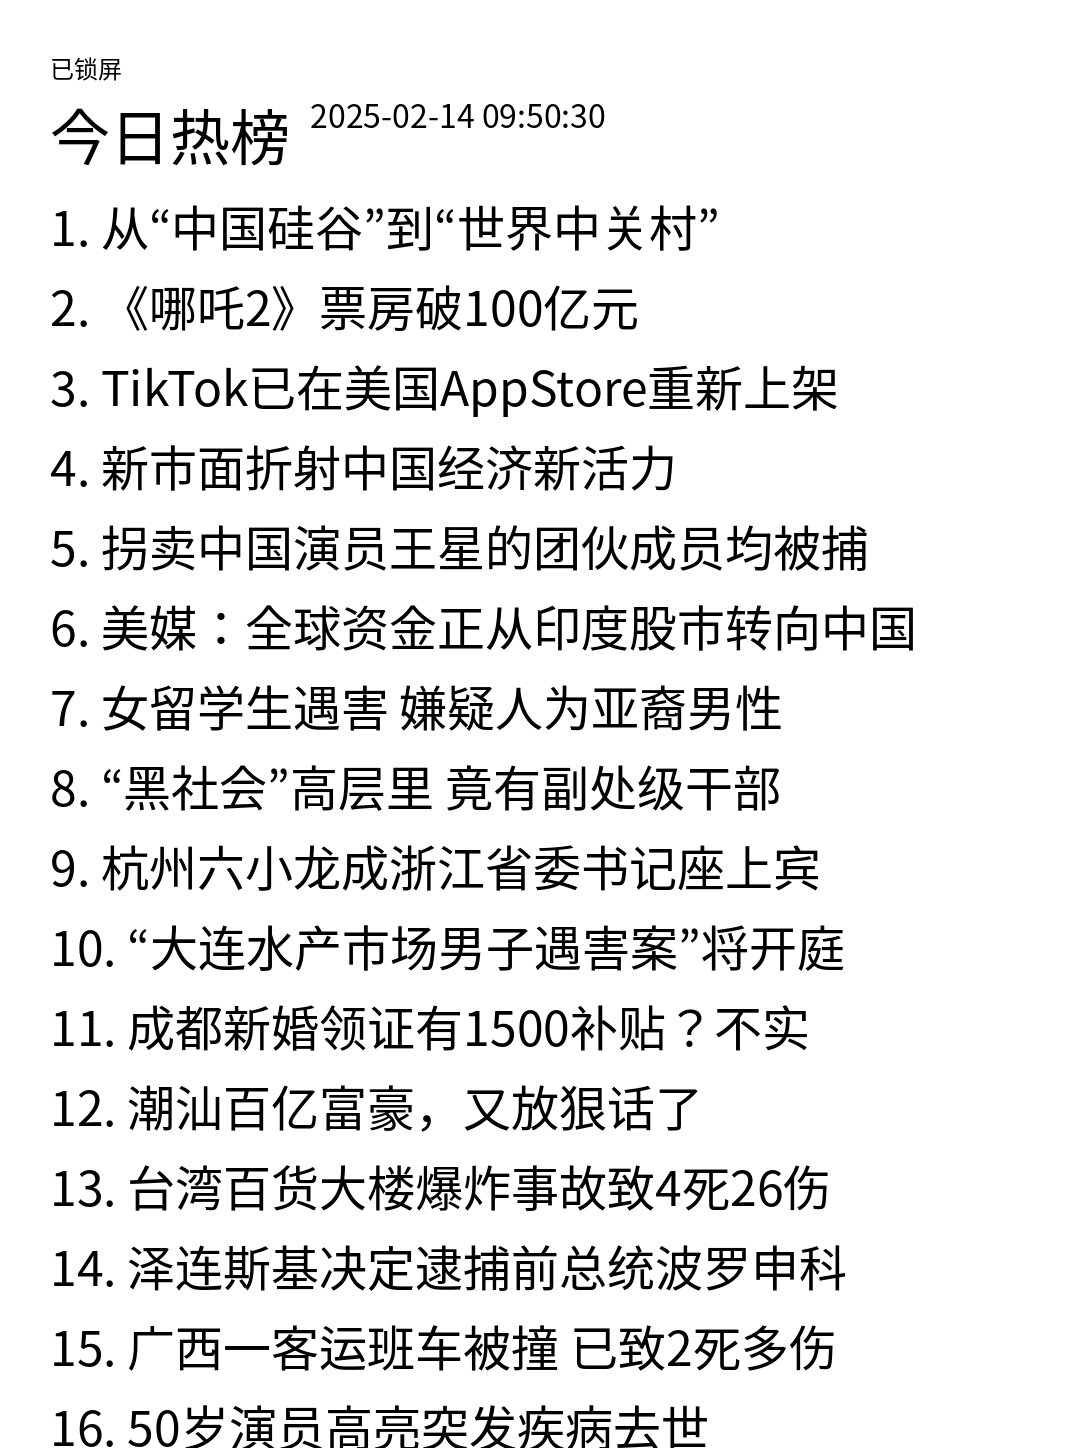 已锁屏
今日热榜 2025-02-14 09:50:30
1. 从“中国硅谷”到“世界中关村”
2. 《哪吒2》票房破100亿元
3. TikTok已在美国AppStore重新上架
4. 新市面折射中国经济新活力
5. 拐卖中国演员王星的团伙成员均被捕
6. 美媒：全球资金正从印度股市转向中国
7. 女留学生遇害 嫌疑人为亚裔男性
8. “黑社会”高层里 竟有副处级干部
9. 杭州六小龙成浙江省委书记座上宾
10. “大连水产市场男子遇害案”将开庭
11. 成都新婚领证有1500补贴？不实
12. 潮汕百亿富豪，又放狠话了
13. 台湾百货大楼爆炸事故致4死26伤
14. 泽连斯基决定逮捕前总统波罗申科
15. 广西一客运班车被撞 已致2死多伤
16. 50岁演员高亮突发疾病去世